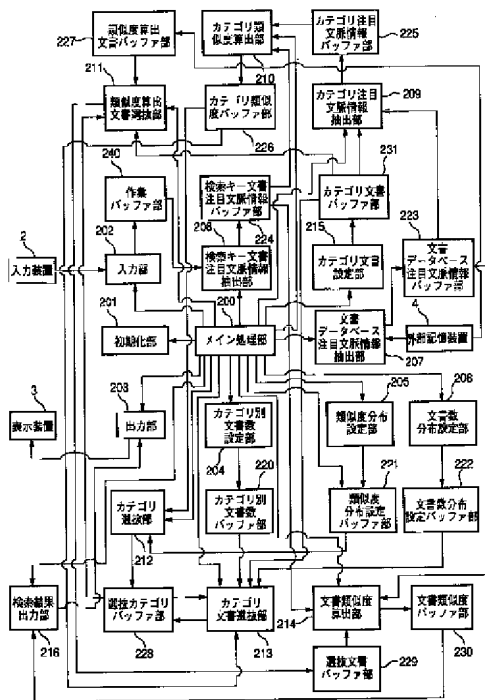 類似度算出
文書バッファ部
227
カテゴリ類
似度算出部
210
カテゴリ注目
文脈情報
バッファ部
225
211
類似度算出
文書選抜部
カテゴリ類似
度バッファ部
226
カテゴリ注目
文脈情報
抽出部
209
240
作業
バッファ部
検索キー文書
注目文脈情報
バッファ部
224
カテゴリ文書
バッファ部
231
223
文書
データベース
注目文脈情報
バッファ部
2
入力装置
202
入力部
208
検索キー文書
注目文脈情報
抽出部
215
カテゴリ文書
設定部
201
初期化部
200
メイン処理部
文書
データベース
注目文脈情報
抽出部
207
4
外部記憶装置
3
表示装置
203
出力部
カテゴリ別
文書数
設定部
204
205
類似度分布
設定部
206
文書数
分布設定部
220
カテゴリ別
文書数
バッファ部
221
類似度
分布設定
バッファ部
222
文書数分布
設定バッファ部
カテゴリ
選抜部
212
検索結果
出力部
216
選抜カテゴリ
バッファ部
228
カテゴリ
文書選抜部
213
214
文書類似度
算出部
文書類似度
バッファ部
230
選抜文書
バッファ部
229